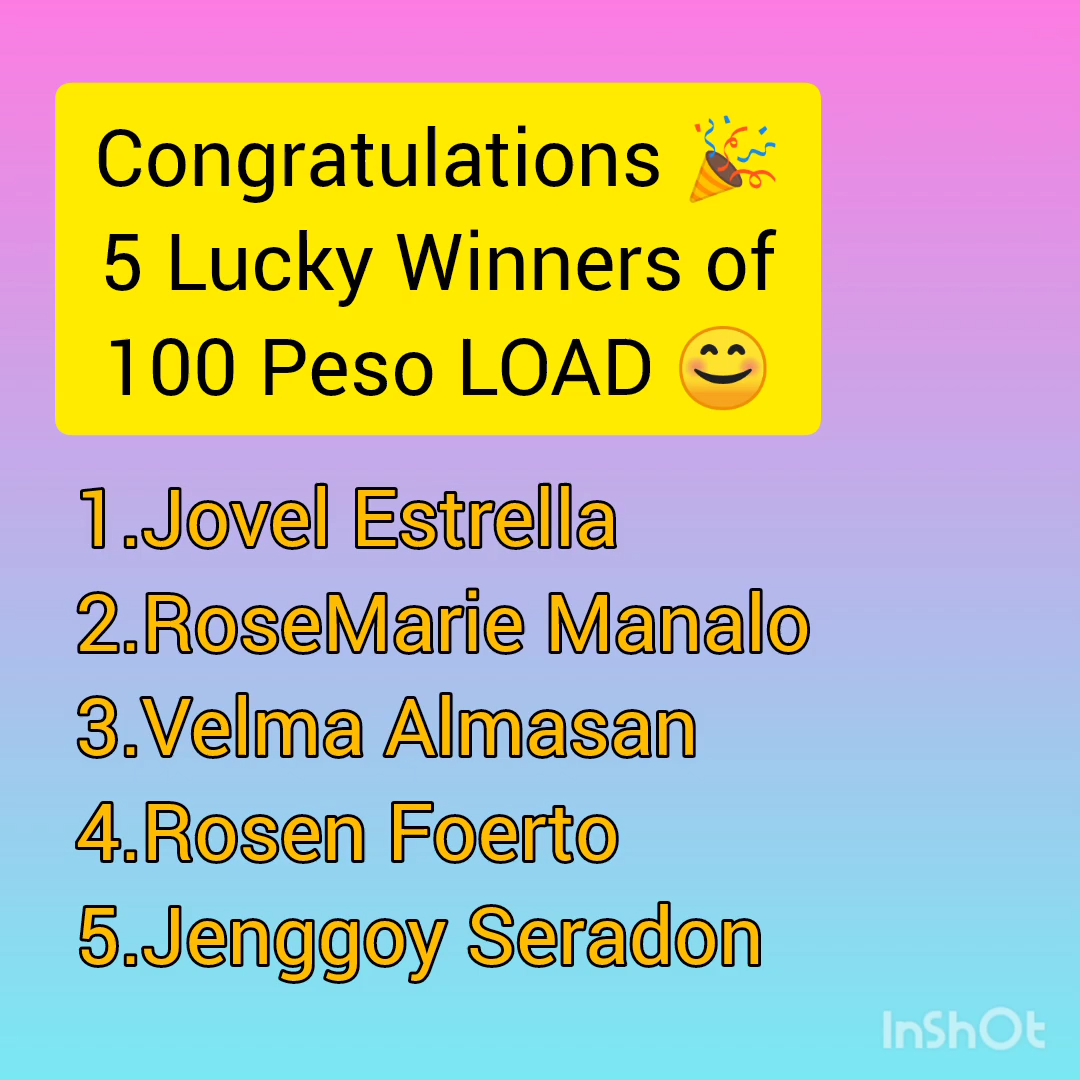 Congratulations 🎉
5 Lucky Winners of
100 Peso LOAD 😊
1.Jovel Estrella
2.RoseMarie Manalo
3.Velma Almasan
4.Rosen Foerto
5.Jenggoy Seradon
InShOt